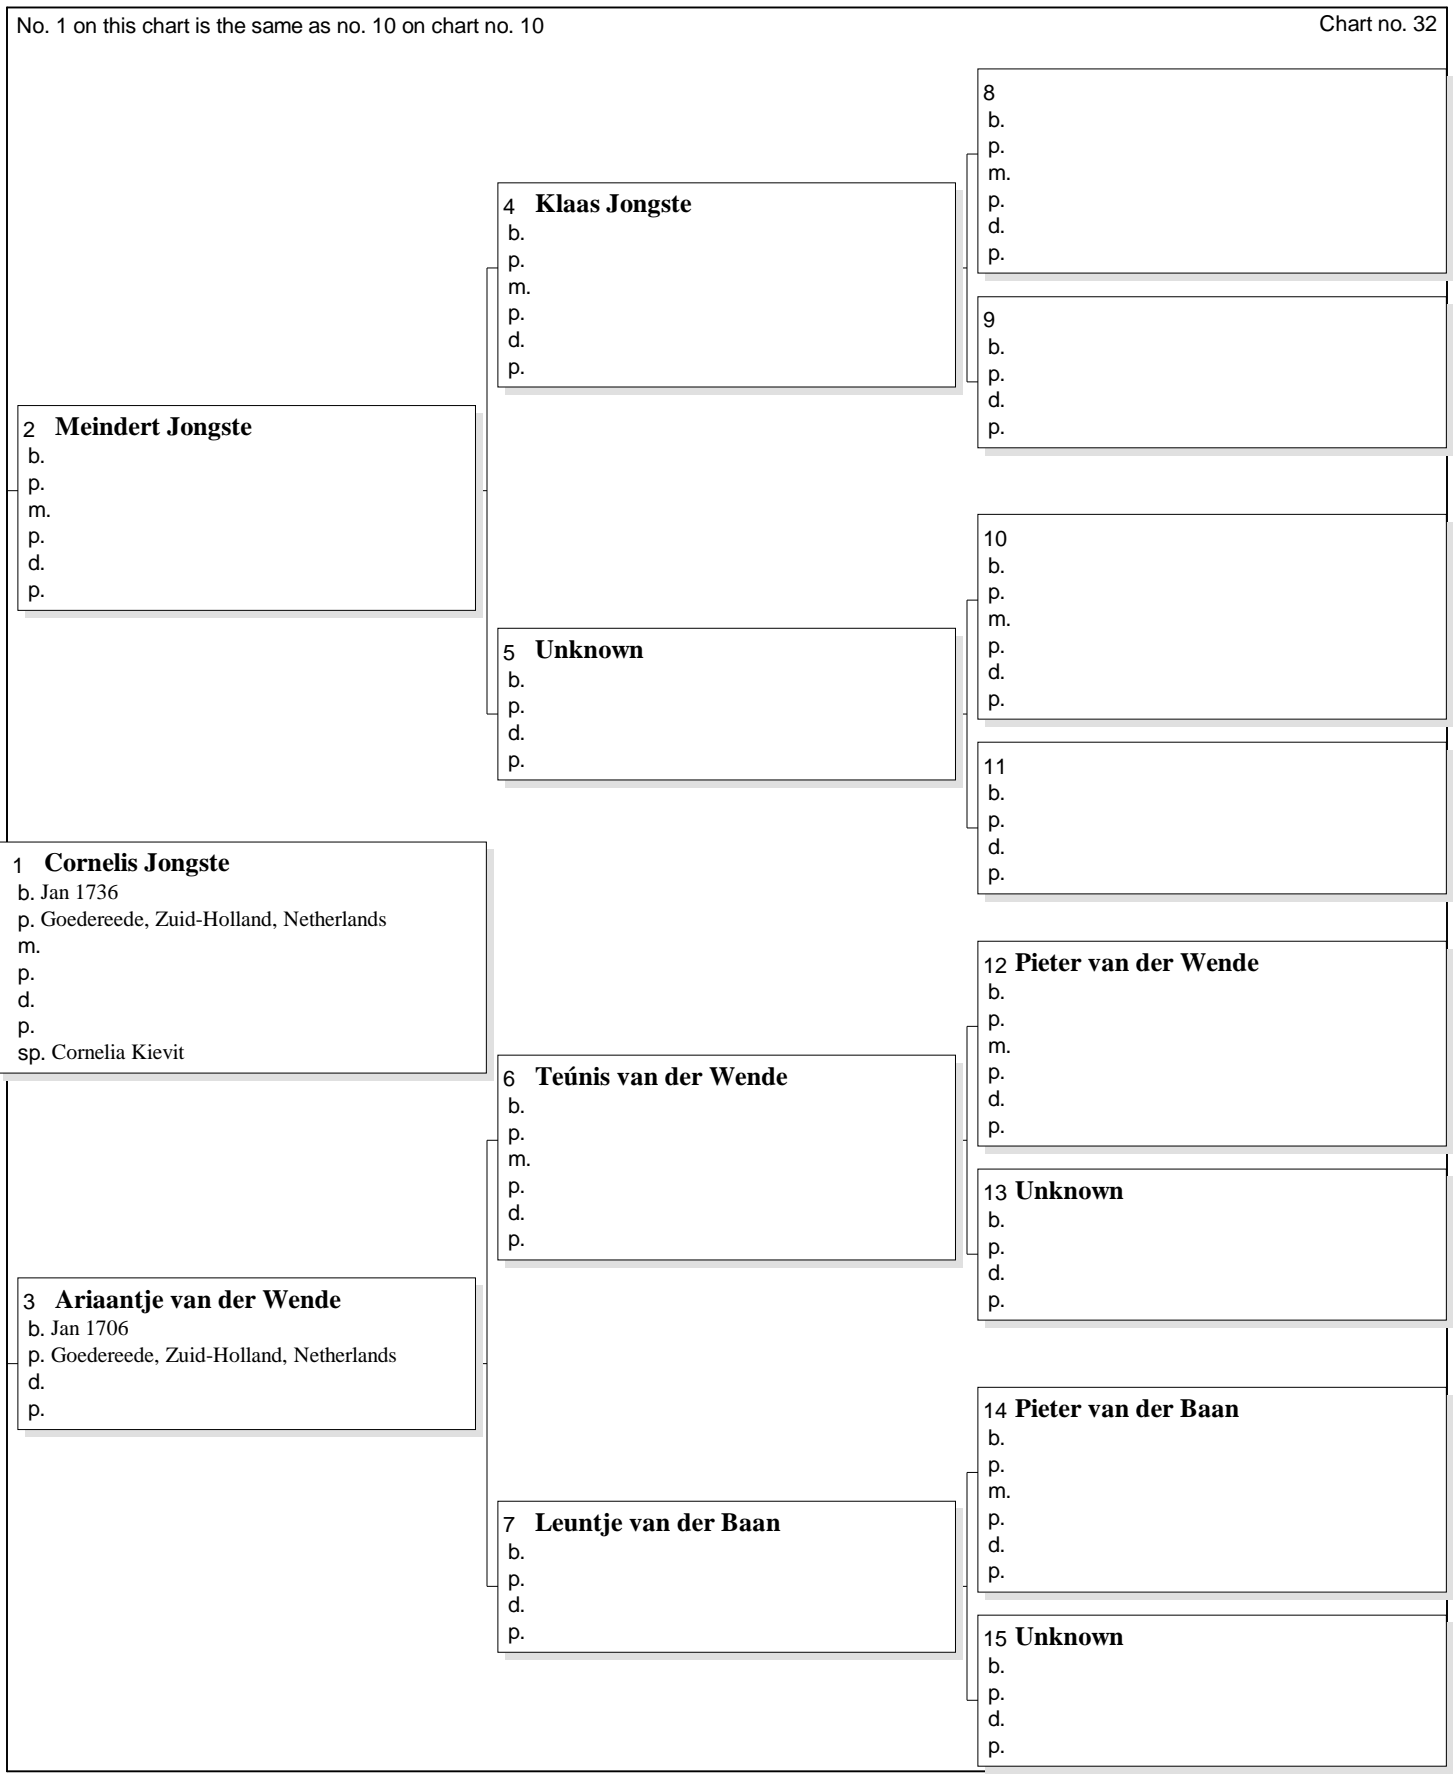 No. 1 on this chart is the same as no. 10 on chart no. 10
Chart no. 32
8
b.
p.
m.
p.
d.
p.
4 Klaas Jongste
b.
p.
m.
p.
d.
p.
9
b.
p.
d.
p.
2 Meindert Jongste
b.
p.
m.
p.
d.
p.
10
b.
p.
m.
p.
d.
p.
5 Unknown
b.
p.
d.
p.
11
b.
p.
d.
p.
1 Cornelis Jongste
b. Jan 1736
p. Goedereede, Zuid-Holland, Netherlands
m.
p.
d.
p.
sp. Cornelia Kievit
12 Pieter van der Wende
b.
p.
m.
p.
d.
p.
6 Teúnis van der Wende
b.
p.
m.
p.
d.
p.
13 Unknown
b.
p.
d.
p.
3 Ariaantje van der Wende
b. Jan 1706
p. Goedereede, Zuid-Holland, Netherlands
d.
p.
14 Pieter van der Baan
b.
p.
m.
p.
d.
p.
7 Leuntje van der Baan
b.
p.
d.
p.
15 Unknown
b.
p.
d.
p.